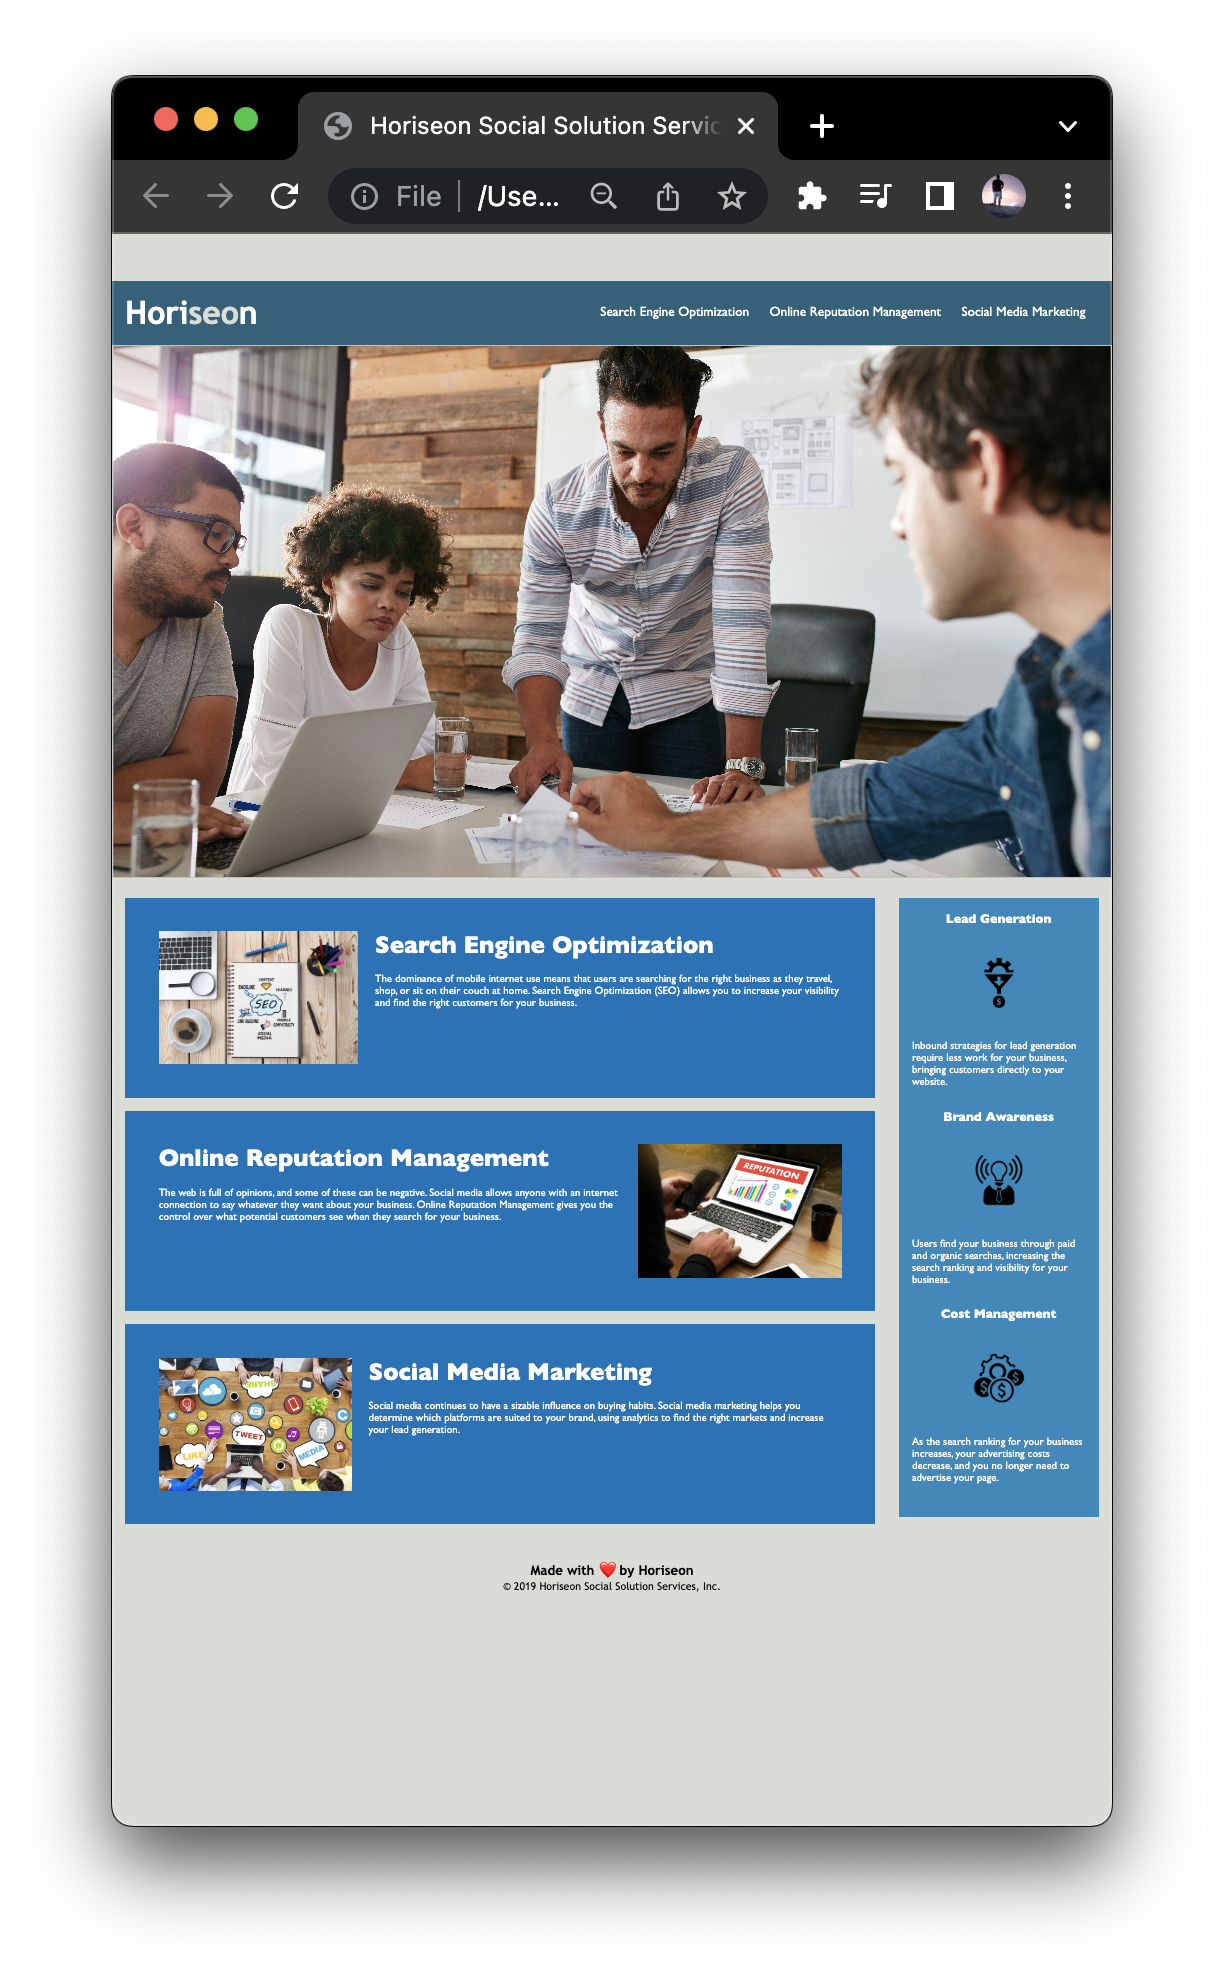 Horiseon Social Solution Servic
File
/Use...
Horiseon
Search Engine Optimization
Online Reputation Management
Social Media Marketing
Search Engine Optimization
The dominance of mobile internet use means that users are searching for the right business as they travel,
shop, or sit on their couch at home. Search Engine Optimization (SEO) allows you to increase your visibility
and find the right customers for your business.
CONTENT
SEO
LINK BUILDING
COMPATIBILITY
SOCIAL
MEDIA
Online Reputation Management
The web is full of opinions, and some of these can be negative. Social media allows anyone with an internet
connection to say whatever they want about your business. Online Reputation Management gives you the
control over what potential customers see when they search for your business.
REPUTATION
Social Media Marketing
Social media continues to have a sizable influence on buying habits. Social media marketing helps you
determine which platforms are suited to your brand, using analytics to find the right markets and increase
your lead generation.
SHARE
TWEET
LIKE
MEDIA
Lead Generation
Inbound strategies for lead generation
require less work for your business,
bringing customers directly to your
website.
Brand Awareness
Users find your business through paid
and organic searches, increasing the
search ranking and visibility for your
business.
Cost Management
As the search ranking for your business
increases, your advertising costs
decrease, and you no longer need to
advertise your page.
Made with ❤️ by Horiseon
© 2019 Horiseon Social Solution Services, Inc.